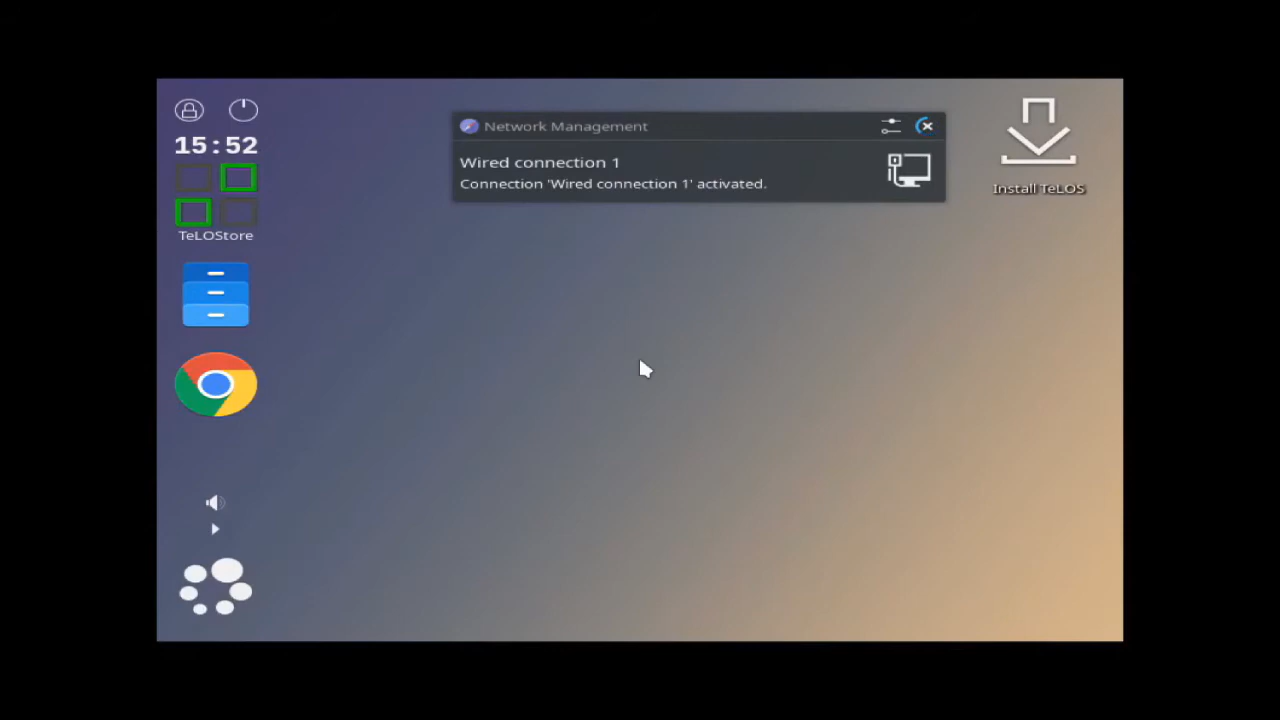 15:52
TeLOStore
Network Management
Wired connection 1
Connection 'Wired connection 1' activated.
Install TeLOS